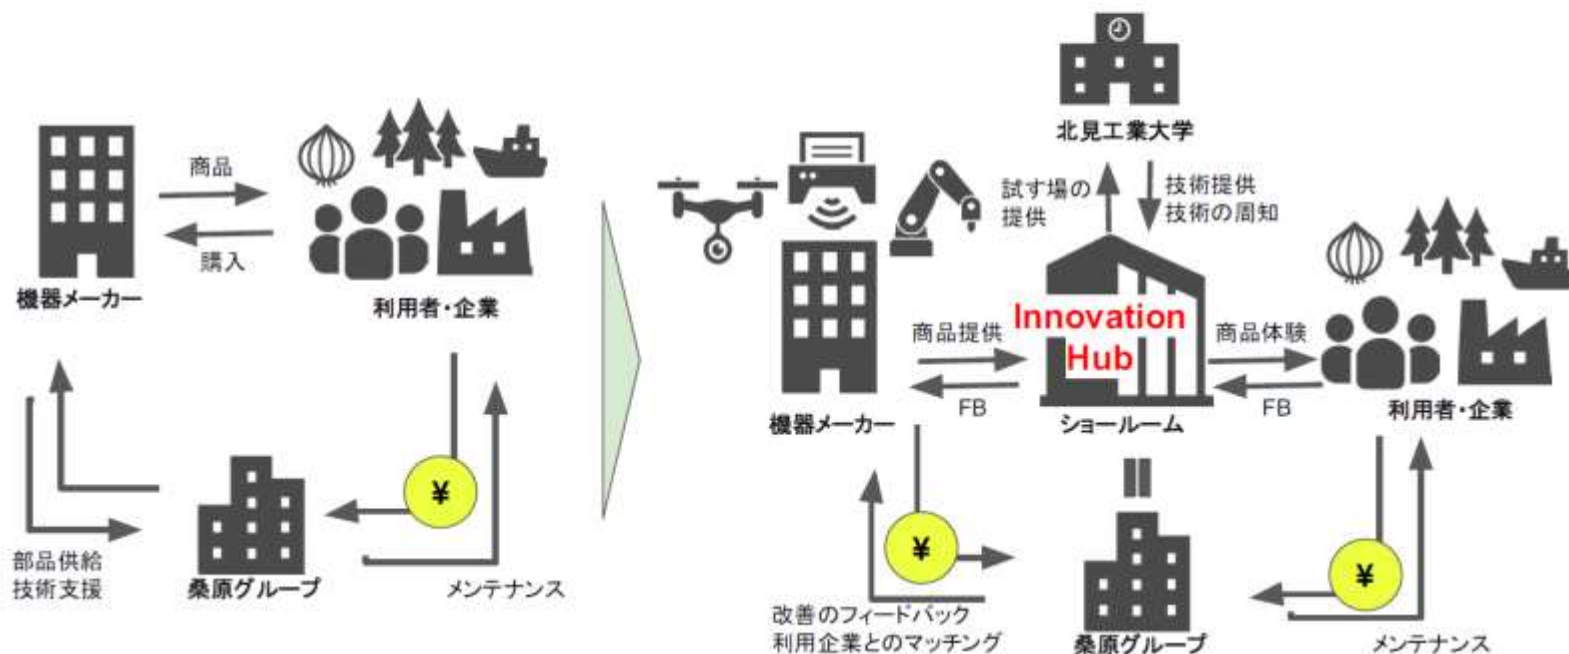 商品
購入
機器メーカー
利用者・企業
¥
部品供給
技術支援
桑原グループ
メンテナンス
北見工業大学
試す場の
提供
技術提供
技術の周知
Innovation
Hub
商品提供
FB
商品体験
FB
機器メーカー
ショールーム
利用者・企業
¥
¥
改善のフィードバック
利用企業とのマッチング
桑原グループ
メンテナンス